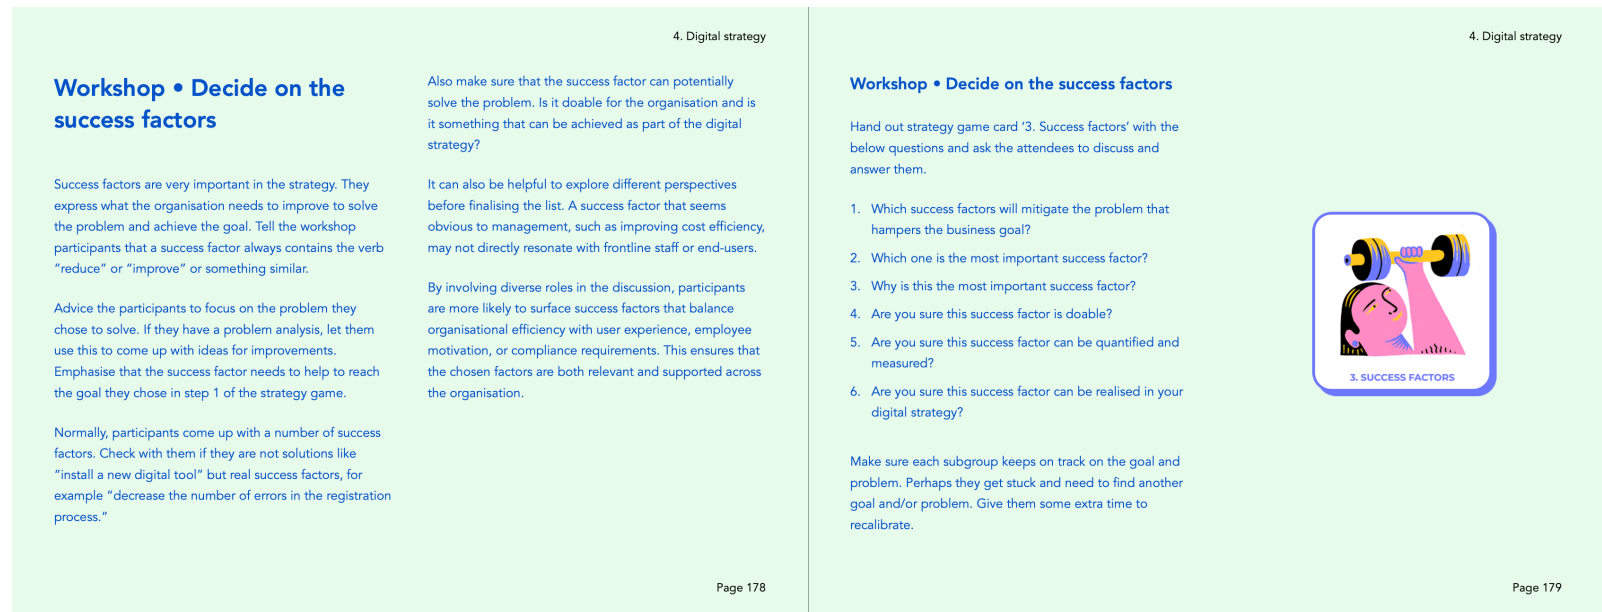 4. Digital strategy
Workshop • Decide on the
success factors
Success factors are very important in the strategy. They
express what the organisation needs to improve to solve
the problem and achieve the goal. Tell the workshop
participants that a success factor always contains the verb
“reduce” or “improve” or something similar.
Advice the participants to focus on the problem they
chose to solve. If they have a problem analysis, let them
use this to come up with ideas for improvements.
Emphasise that the success factor needs to help to reach
the goal they chose in step 1 of the strategy game.
Normally, participants come up with a number of success
factors. Check with them if they are not solutions like
“install a new digital tool” but real success factors, for
example “decrease the number of errors in the registration
process.”
Also make sure that the success factor can potentially
solve the problem. Is it doable for the organisation and is
it something that can be achieved as part of the digital
strategy?
It can also be helpful to explore different perspectives
before finalising the list. A success factor that seems
obvious to management, such as improving cost efficiency,
may not directly resonate with frontline staff or end-users.
By involving diverse roles in the discussion, participants
are more likely to surface success factors that balance
organisational efficiency with user experience, employee
motivation, or compliance requirements. This ensures that
the chosen factors are both relevant and supported across
the organisation.
Page 178
4. Digital strategy
Workshop • Decide on the success factors
Hand out strategy game card ‘3. Success factors’ with the
below questions and ask the attendees to discuss and
answer them.
1. Which success factors will mitigate the problem that
hampers the business goal?
2. Which one is the most important success factor?
3. Why is this the most important success factor?
4. Are you sure this success factor is doable?
5. Are you sure this success factor can be quantified and
measured?
6. Are you sure this success factor can be realised in your
digital strategy?
Make sure each subgroup keeps on track on the goal and
problem. Perhaps they get stuck and need to find another
goal and/or problem. Give them some extra time to
recalibrate.
3. SUCCESS FACTORS
Page 179